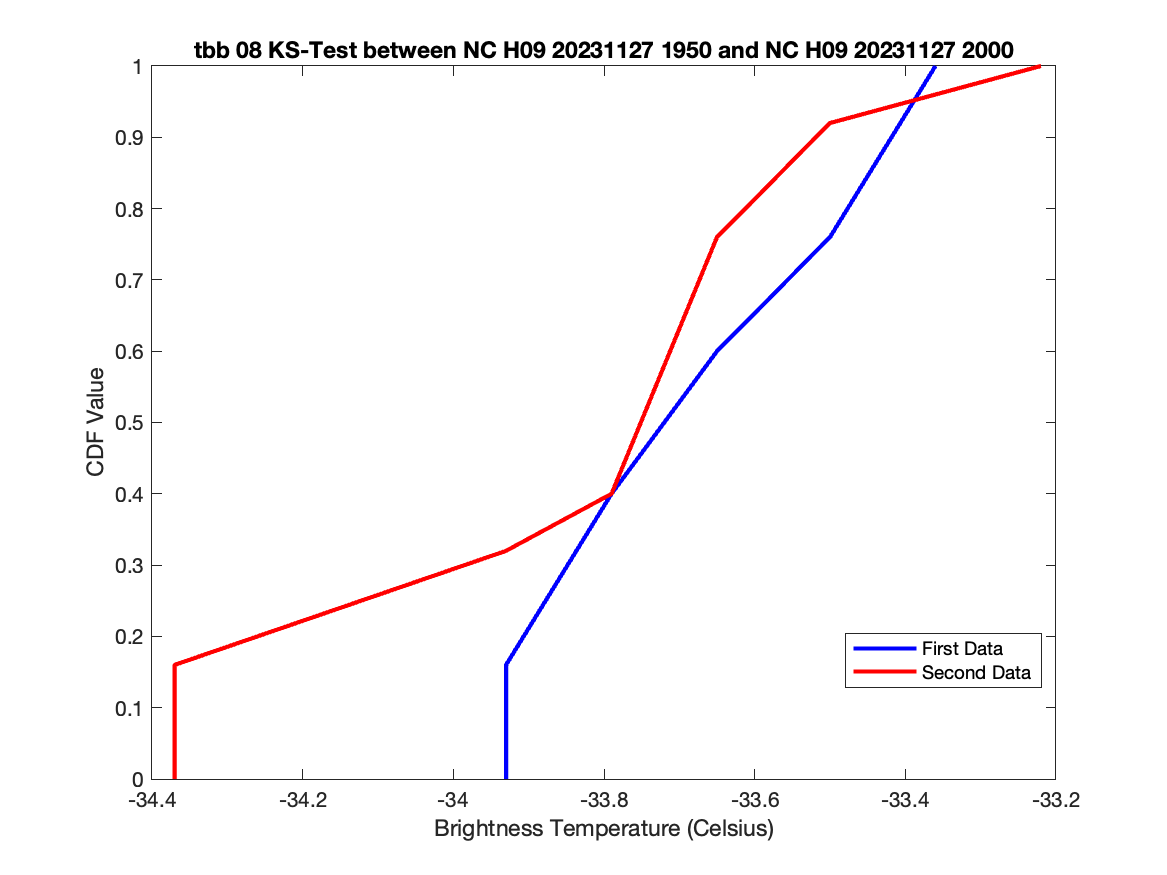 tbb 08 KS-Test between NC H09 20231127 1950 and NC H09 20231127 2000
1
0.9
0.8
0.7
0.6
0.5
0.4
0.3
0.2
0.1
0
CDF Value
First Data
Second Data
-34.4 -34.2 -34 -33.8 -33.6 -33.4 -33.2
Brightness Temperature (Celsius)